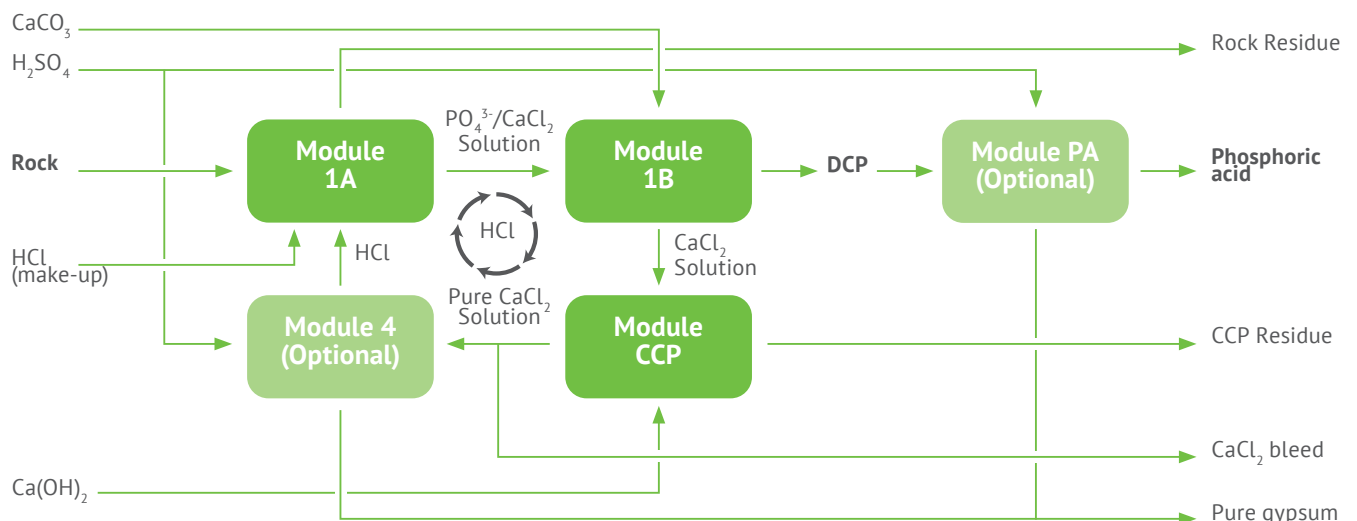 CaCO₃
H₂SO₄
Rock Residue
Module
1A
PO₄³⁻/CaCl₂
Solution
Module
1B
Rock
DCP
Module PA
(Optional)
Phosphoric
acid
HCl
HCl
(make-up)
HCl
CaCl₂
Solution
Pure CaCl₂
Solution
Module 4
(Optional)
Module
CCP
CCP Residue
CaCl₂ bleed
Ca(OH)₂
Pure gypsum